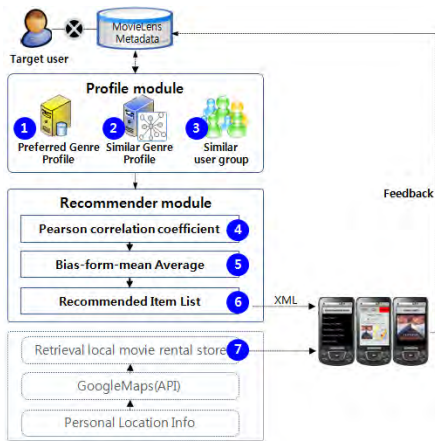 MovieLens
Metadata
Target user
Profile module
1
2
3
Preferred Genre
Profile
Similar Genre
Profile
Similar
user group
Recommender module
Pearson correlation coefficient 4
Bias-form-mean Average 5
Recommended Item List 6
XML
Feedback
Retrieval local movie rental store 7
GoogleMaps(API)
Personal Location Info